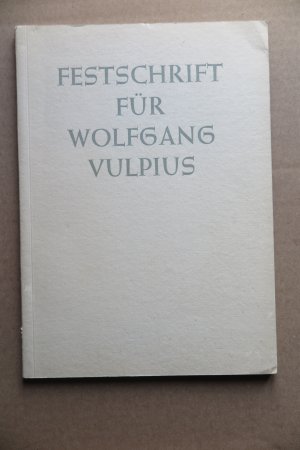 FESTSCHRIFT
FÜR
WOLFGANG
VULPIUS